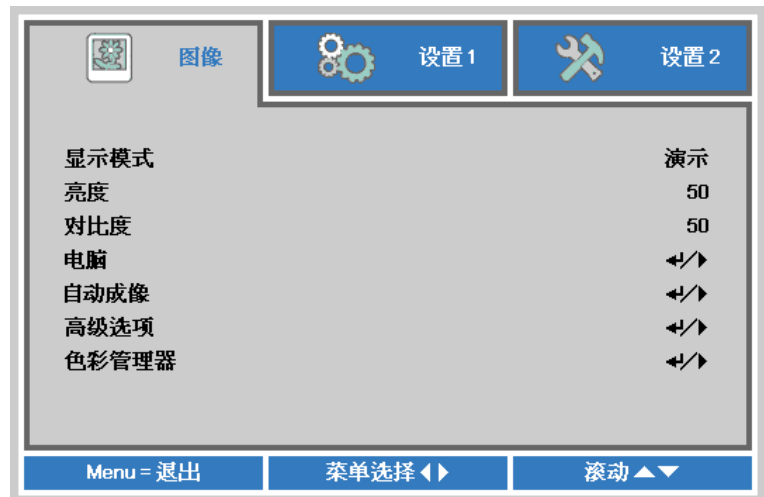 图像 设置1 设置2
显示模式 演示
亮度 50
对比度 50
电脑 ↵/▶
自动成像 ↵/▶
高级选项 ↵/▶
色彩管理器 ↵/▶
Menu = 退出 菜单选择◀▶ 滚动▲▼